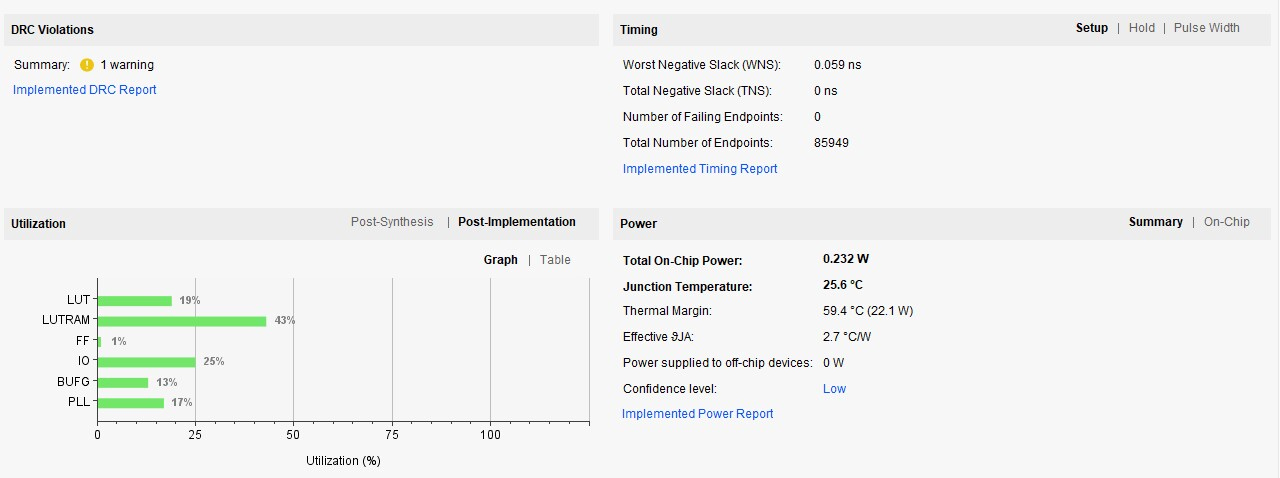 DRC Violations
Summary: 1 warning
Implemented DRC Report
Timing
Setup | Hold | Pulse Width
Worst Negative Slack (WNS): 0.059 ns
Total Negative Slack (TNS): 0 ns
Number of Failing Endpoints: 0
Total Number of Endpoints: 85949
Implemented Timing Report
Utilization
Post-Synthesis | Post-Implementation
Graph | Table
LUT 19%
LUTRAM 43%
FF 1%
IO 25%
BUFG 13%
PLL 17%
0 25 50 75 100
Utilization (%)
Power
Summary | On-Chip
Total On-Chip Power: 0.232 W
Junction Temperature: 25.6 °C
Thermal Margin: 59.4 °C (22.1 W)
Effective ϑJA: 2.7 °C/W
Power supplied to off-chip devices: 0 W
Confidence level: Low
Implemented Power Report